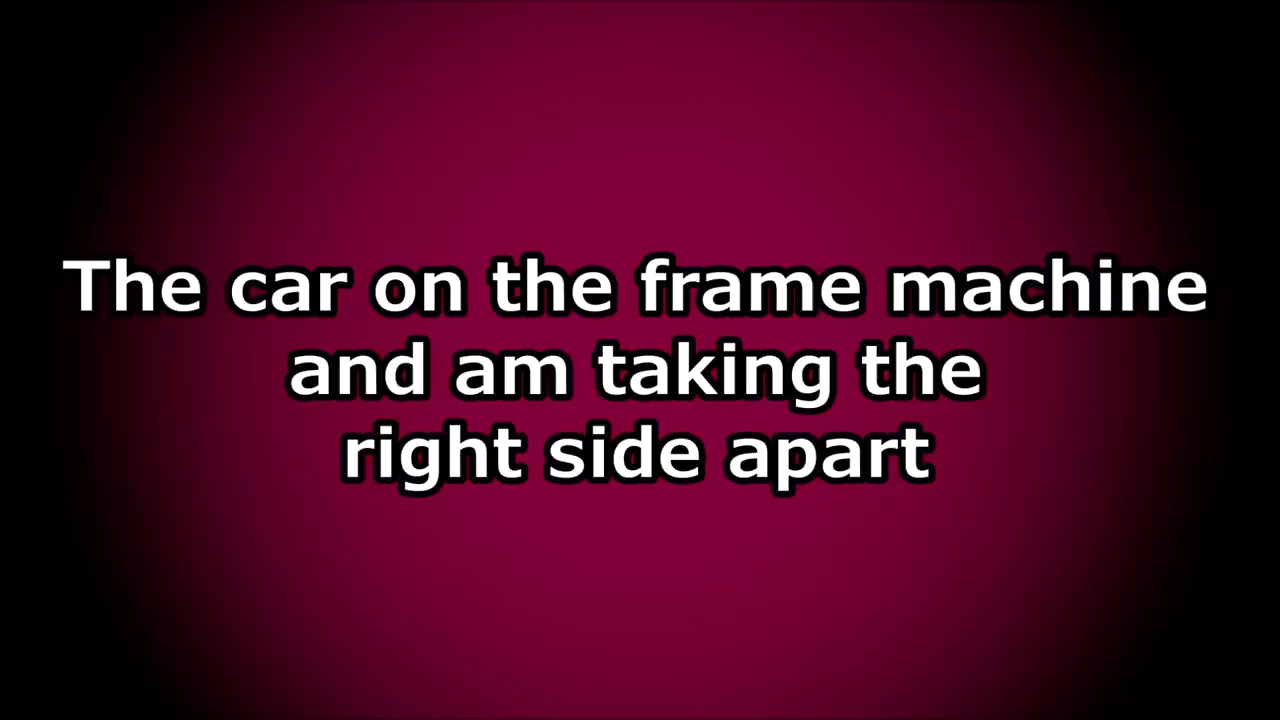 The car on the frame machine
and am taking the
right side apart